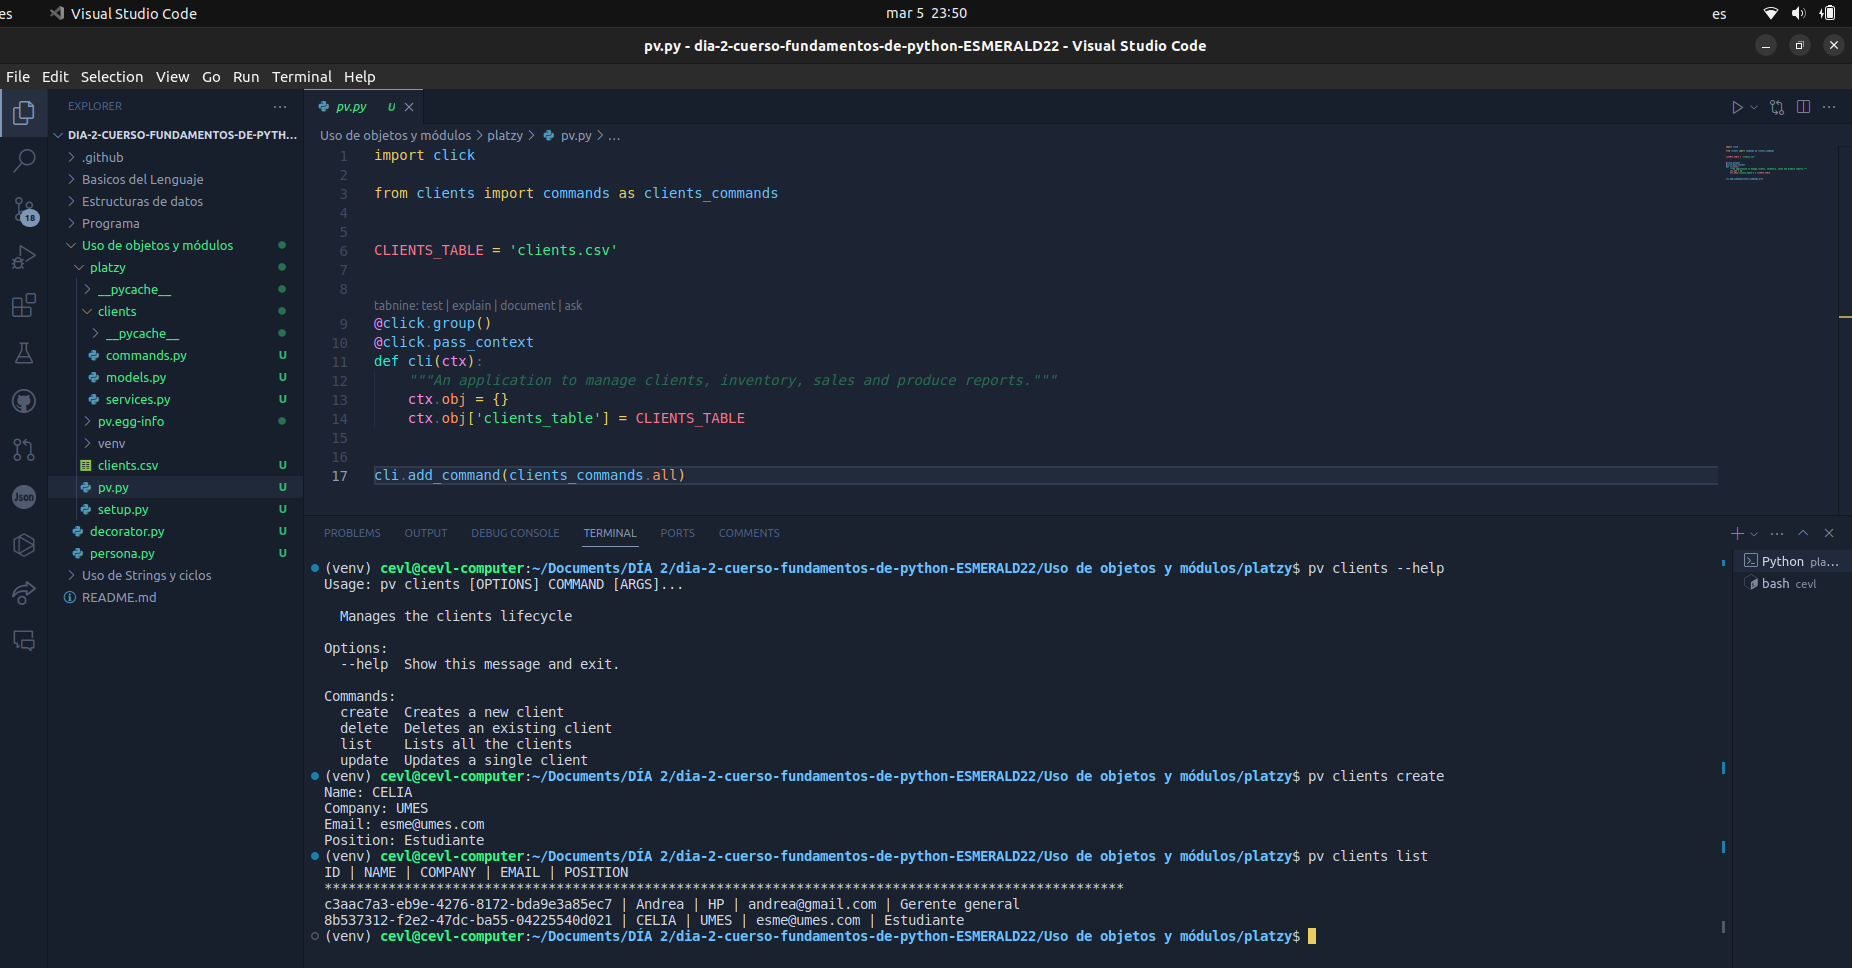 es Visual Studio Code mar 5 23:50 es
pv.py - dia-2-cuerso-fundamentos-de-python-ESMERALD22 - Visual Studio Code
File Edit Selection View Go Run Terminal Help
EXPLORER ···
DIA-2-CUERSO-FUNDAMENTOS-DE-PYTH...
.github
Basicos del Lenguaje
Estructuras de datos
18
Programa
Uso de objetos y módulos
platzy
__pycache__
clients
__pycache__
commands.py U
models.py U
services.py U
pv.egg-info
venv
clients.csv U
pv.py U
Json
setup.py U
decorator.py U
persona.py U
Uso de Strings y ciclos
README.md
pv.py U
Uso de objetos y módulos > platzy > pv.py > ...
1 import click
2
3 from clients import commands as clients_commands
4
5
6 CLIENTS_TABLE = 'clients.csv'
7
8
tabnine: test | explain | document | ask
9 @click.group()
10 @click.pass_context
11 def cli(ctx):
12 """An application to manage clients, inventory, sales and produce reports."""
13 ctx.obj = {}
14 ctx.obj['clients_table'] = CLIENTS_TABLE
15
16
17 cli.add_command(clients_commands.all)
PROBLEMS OUTPUT DEBUG CONSOLE TERMINAL PORTS COMMENTS
(venv) cevl@cevl-computer:~/Documents/DÍA 2/dia-2-cuerso-fundamentos-de-python-ESMERALD22/Uso de objetos y módulos/platzy$ pv clients --help
Usage: pv clients [OPTIONS] COMMAND [ARGS]...
Manages the clients lifecycle
Options:
--help Show this message and exit.
Commands:
create Creates a new client
delete Deletes an existing client
list Lists all the clients
update Updates a single client
(venv) cevl@cevl-computer:~/Documents/DÍA 2/dia-2-cuerso-fundamentos-de-python-ESMERALD22/Uso de objetos y módulos/platzy$ pv clients create
Name: CELIA
Company: UMES
Email: esme@umes.com
Position: Estudiante
(venv) cevl@cevl-computer:~/Documents/DÍA 2/dia-2-cuerso-fundamentos-de-python-ESMERALD22/Uso de objetos y módulos/platzy$ pv clients list
ID | NAME | COMPANY | EMAIL | POSITION
****************************************************************************************************
c3aac7a3-eb9e-4276-8172-bda9e3a85ec7 | Andrea | HP | andrea@gmail.com | Gerente general
8b537312-f2e2-47dc-ba55-04225540d021 | CELIA | UMES | esme@umes.com | Estudiante
(venv) cevl@cevl-computer:~/Documents/DÍA 2/dia-2-cuerso-fundamentos-de-python-ESMERALD22/Uso de objetos y módulos/platzy$
Python pla...
bash cevl